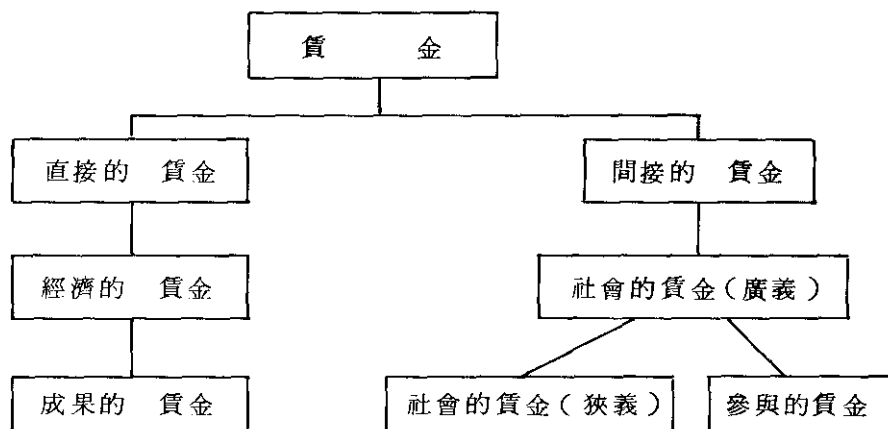 賃 金
直接的 賃金
間接的 賃金
經濟的 賃金
社會的賃金(廣義)
成果的 賃金
社會的賃金(狹義)
參與的賃金